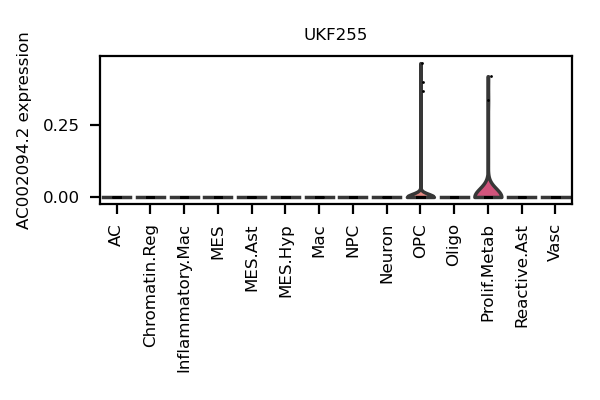 UKF255
AC002094.2 expression
0.25
0.00
AC
Chromatin.Reg
Inflammatory.Mac
MES
MES.Ast
MES.Hyp
Mac
NPC
Neuron
OPC
Oligo
Prolif.Metab
Reactive.Ast
Vasc